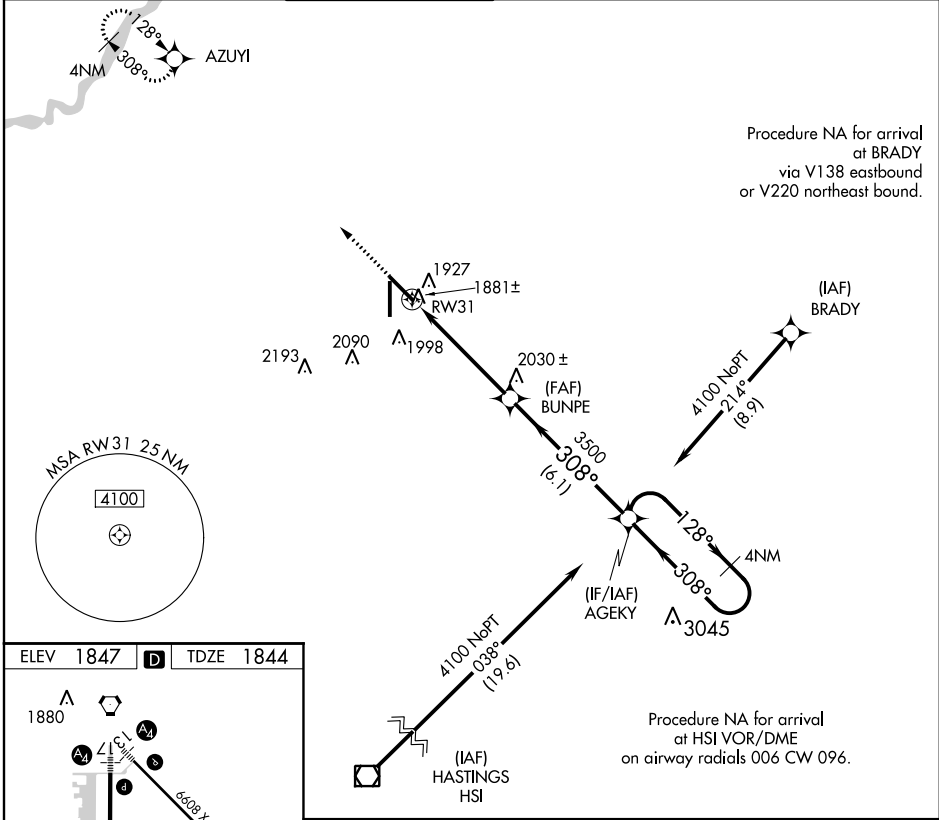 128°
308°
4NM
AZUYI
Procedure NA for arrival
at BRADY
via V138 eastbound
or V220 northeast bound.
1927
1881±
RW31
(IAF)
BRADY
2193
2090
1998
2030 ±
(FAF)
BUNPE
4100 NoPT
214°
(8.9)
MSA RW31 25 NM
4100
3500
308°
(6.1)
128°
4NM
308°
(IF/IAF)
AGEKY
3045
4100 NoPT
038°
(19.6)
ELEV 1847 D TDZE 1844
1880
A4
17
13
A4
P
P
6608 X
(IAF)
HASTINGS
HSI
Procedure NA for arrival
at HSI VOR/DME
on airway radials 006 CW 096.